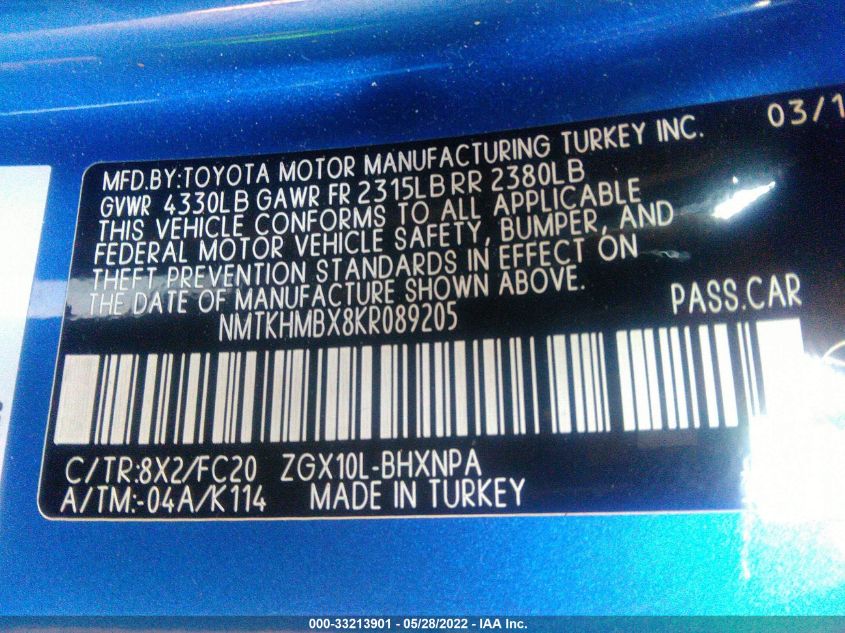 03/1
MFD.BY:TOYOTA MOTOR MANUFACTURING TURKEY INC.
GVWR 4330LB GAWR FR 2315LB RR 2380LB
THIS VEHICLE CONFORMS TO ALL APPLICABLE
FEDERAL MOTOR VEHICLE SAFETY, BUMPER, AND
THEFT PREVENTION STANDARDS IN EFFECT ON
THE DATE OF MANUFACTURE SHOWN ABOVE.
NMTKHMBX8KR089205 PASS.CAR
C/TR:8X2/FC20 ZGX10L-BHXNPA
A/TM:-04A/K114 MADE IN TURKEY
000-33213901 - 05/28/2022 - IAA Inc.